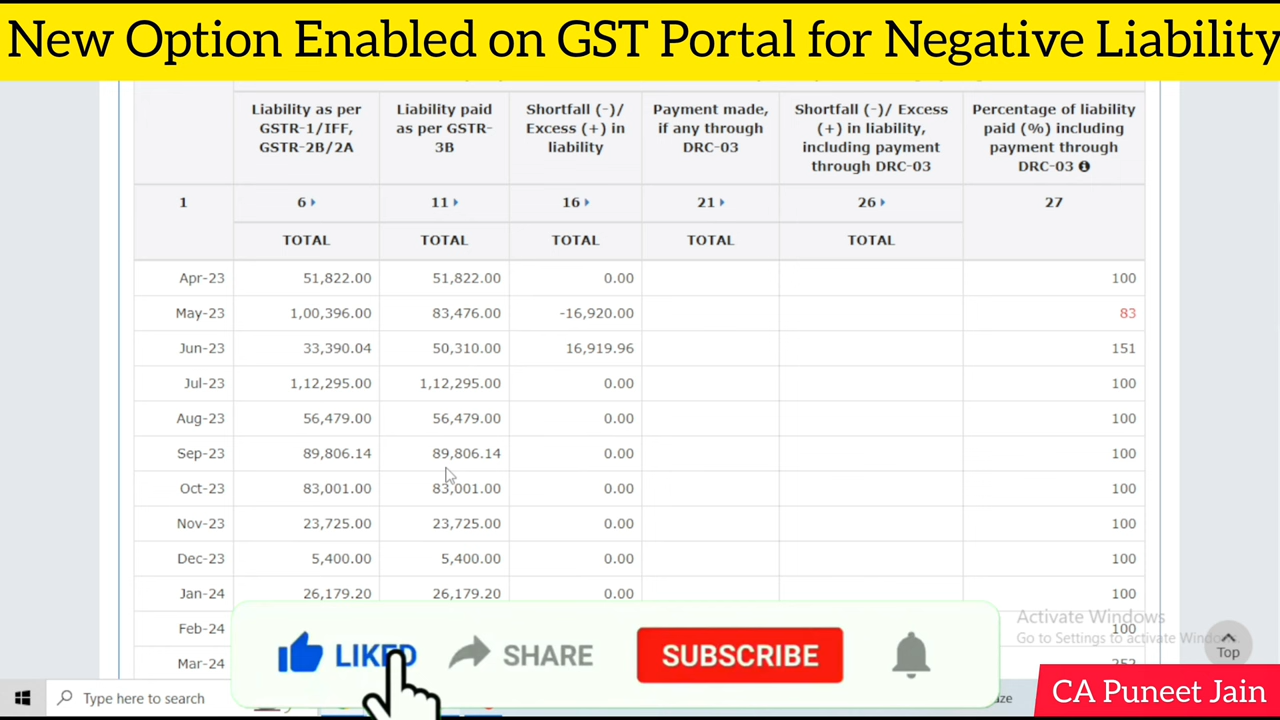 New Option Enabled on GST Portal for Negative Liability
Liability as per GSTR-1/IFF, GSTR-2B/2A
Liability paid as per GSTR-3B
Shortfall (-)/ Excess (+) in liability
Payment made, if any through DRC-03
Shortfall (-)/ Excess (+) in liability, including payment through DRC-03
Percentage of liability paid (%) including payment through DRC-03
1 6 11 16 21 26 27
TOTAL TOTAL TOTAL TOTAL TOTAL
Apr-23 51,822.00 51,822.00 0.00 100
May-23 1,00,396.00 83,476.00 -16,920.00 83
Jun-23 33,390.04 50,310.00 16,919.96 151
Jul-23 1,12,295.00 1,12,295.00 0.00 100
Aug-23 56,479.00 56,479.00 0.00 100
Sep-23 89,806.14 89,806.14 0.00 100
Oct-23 83,001.00 83,001.00 0.00 100
Nov-23 23,725.00 23,725.00 0.00 100
Dec-23 5,400.00 5,400.00 0.00 100
Jan-24 26,179.20 26,179.20 0.00 100
Feb-24 100
Mar-24
LIKED SHARE SUBSCRIBE
Activate Windows
Go to Settings to activate Windows.
Top
CA Puneet Jain
Type here to search